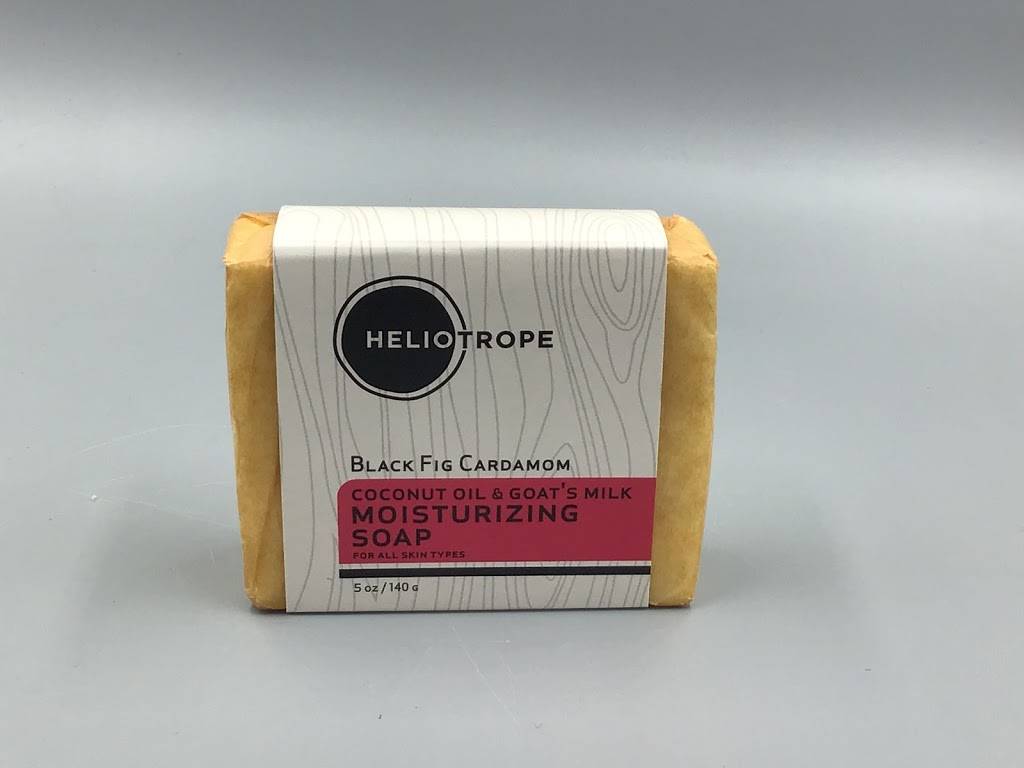 HELIOTROPE
BLACK FIG CARDAMOM
COCONUT OIL & GOAT'S MILK
MOISTURIZING
SOAP
FOR ALL SKIN TYPES
5 oz / 140 G